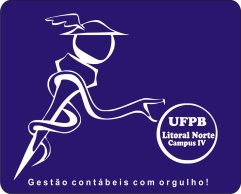 UFPB
Litoral Norte
Campus IV
Gestão contábeis com orgulho!